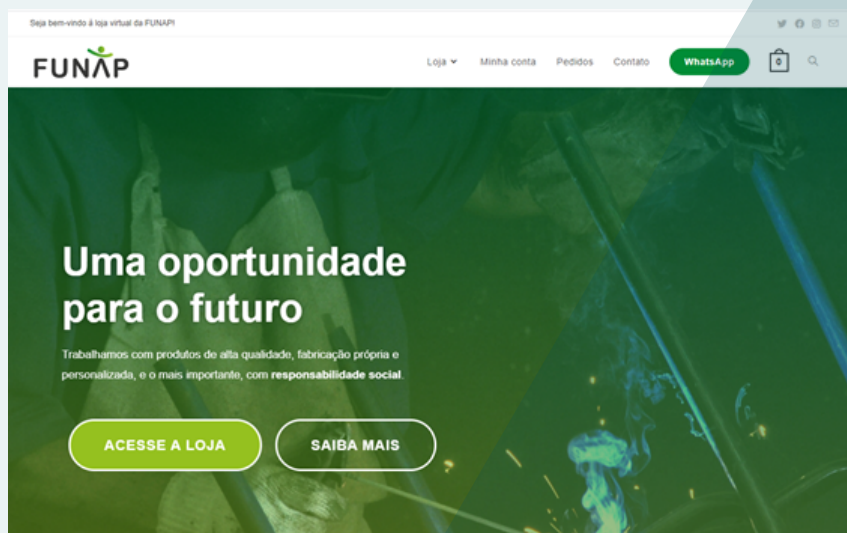 Seja bem-vindo à loja virtual da FUNAP!
FUNAP
Loja Minha conta Pedidos Contato WhatsApp 0
Uma oportunidade
para o futuro
Trabalhamos com produtos de alta qualidade, fabricação própria e
personalizada, e o mais importante, com responsabilidade social.
ACESSE A LOJA SAIBA MAIS